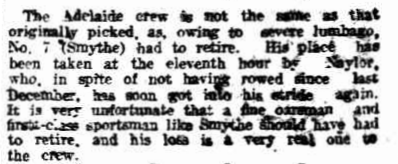 The Adelaide crew is not the same as that
originally picked, as, owing to severe lumbago,
No. 7 (Smythe) had to retire. His place has
been taken at the eleventh hour by Naylor,
who, in spite of not having rowed since last
December, has soon got into his stride again.
It is very unfortunate that a fine oarsman and
first-class sportsman like Smythe should have had
to retire, and his loss is a very real one to
the crew.